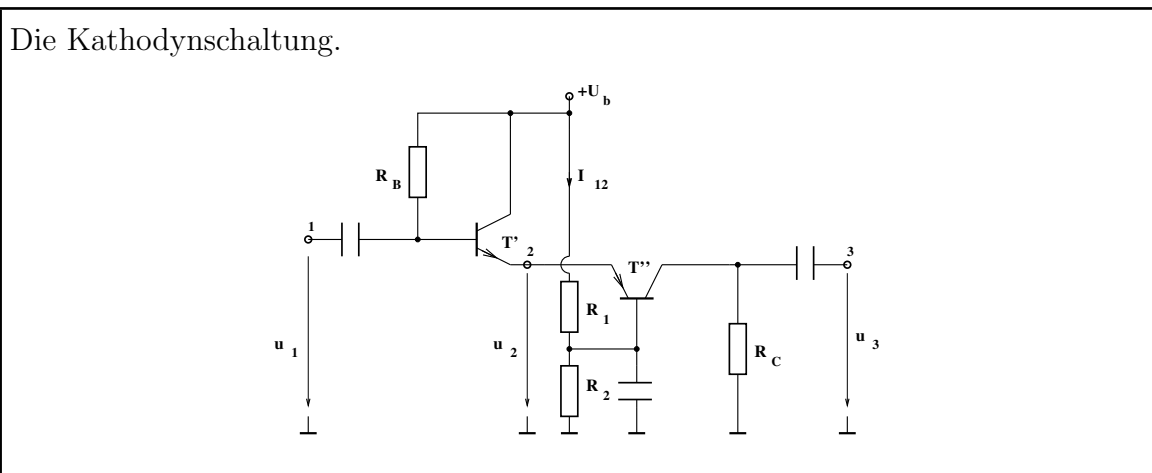 Die Kathodynschaltung.
+U b
R B
I 12
1
T'
2
T''
3
R 1
u 1
u 2
R C
u 3
R 2